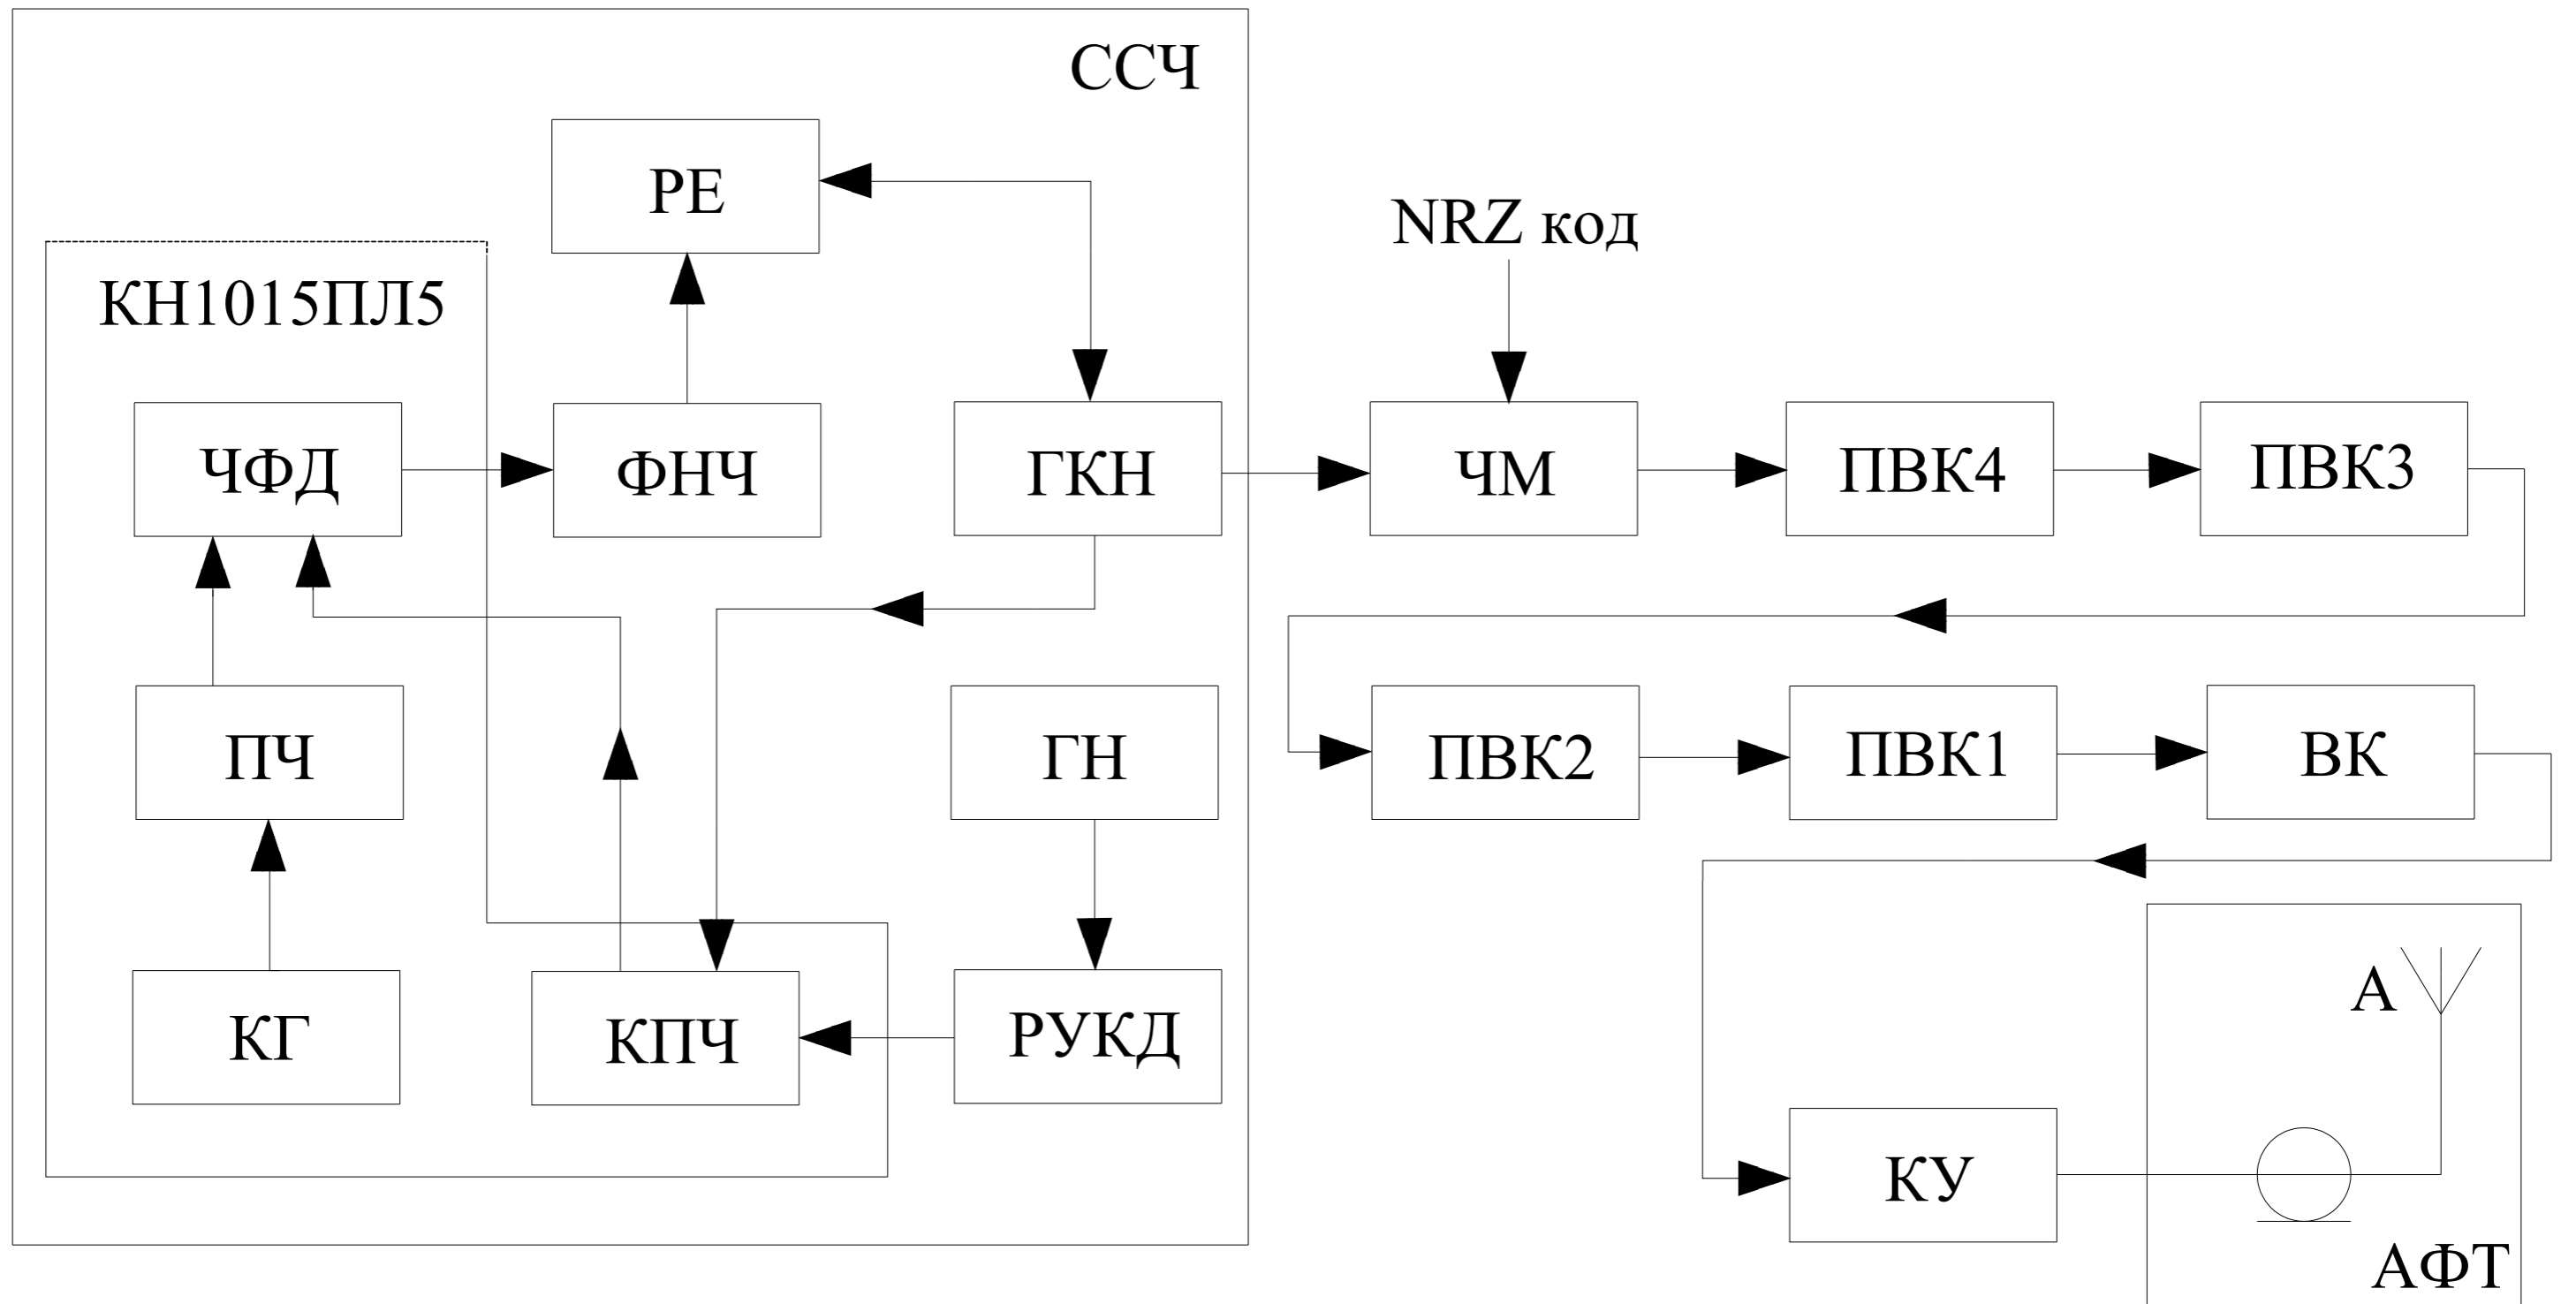 ССЧ
РЕ
NRZ код
КН1015ПЛ5
ЧФД
ФНЧ
ГКН
ЧМ
ПВК4
ПВК3
ПЧ
ГН
ПВК2
ПВК1
ВК
КГ
КПЧ
РУКД
А
КУ
АФТ